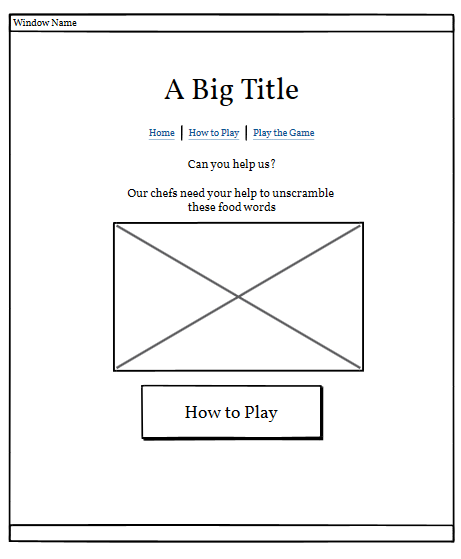 Window Name
A Big Title
Home | How to Play | Play the Game
Can you help us?
Our chefs need your help to unscramble
these food words
How to Play